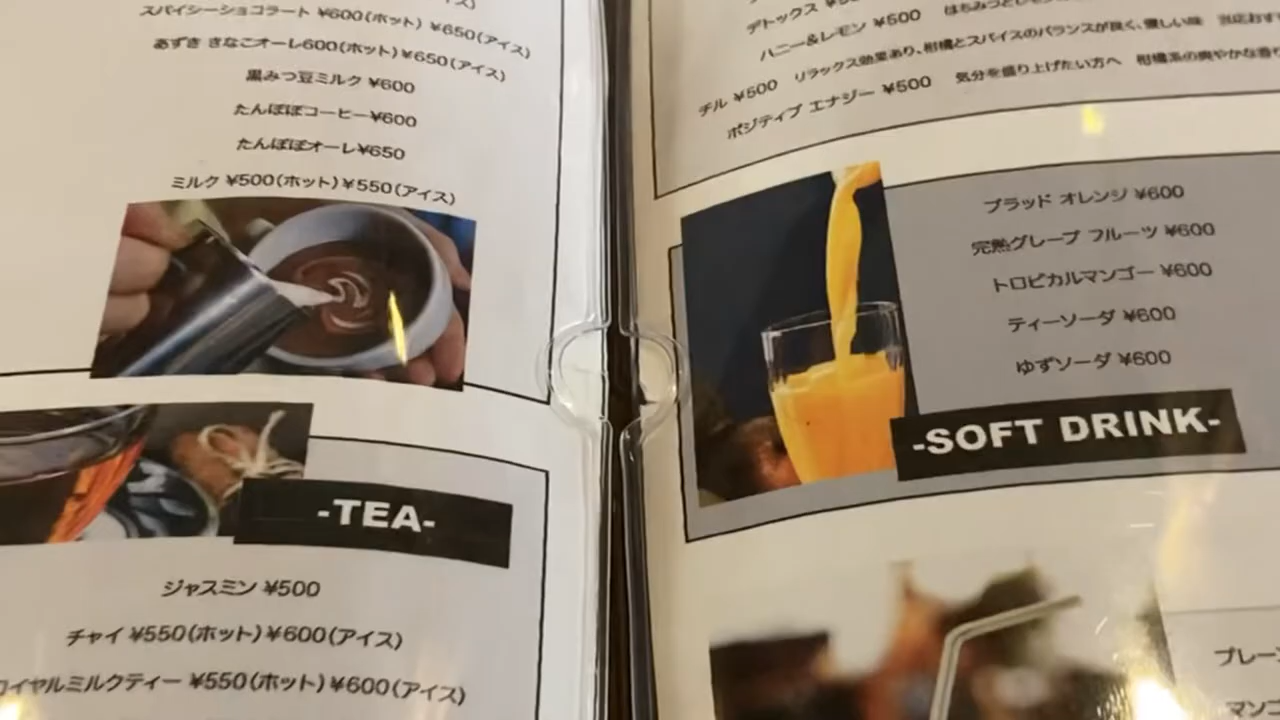 スパイシーショコラート ¥600(ホット)¥650(アイス)
あずき きなこオーレ600(ホット)¥650(アイス)
黒みつ豆ミルク ¥600
たんぽぽコーヒー¥600
たんぽぽオーレ¥650
ミルク ¥500(ホット)¥550(アイス)
-TEA-
ジャスミン ¥500
チャイ ¥550(ホット)¥600(アイス)
イヤルミルクティー ¥550(ホット)¥600(アイス)
デトックス
ハニー&レモン ¥500
チル ¥500 リラックス効果あり、柑橘とスパイスのバランスが良く、優しい味
ポジティブ エナジー ¥500 気分を盛り上げたい方へ 柑橘系の爽やかな香り
ブラッド オレンジ ¥600
完熟グレープ フルーツ ¥600
トロピカルマンゴー ¥600
ティーソーダ ¥600
ゆずソーダ ¥600
-SOFT DRINK-
プレー
マンゴ